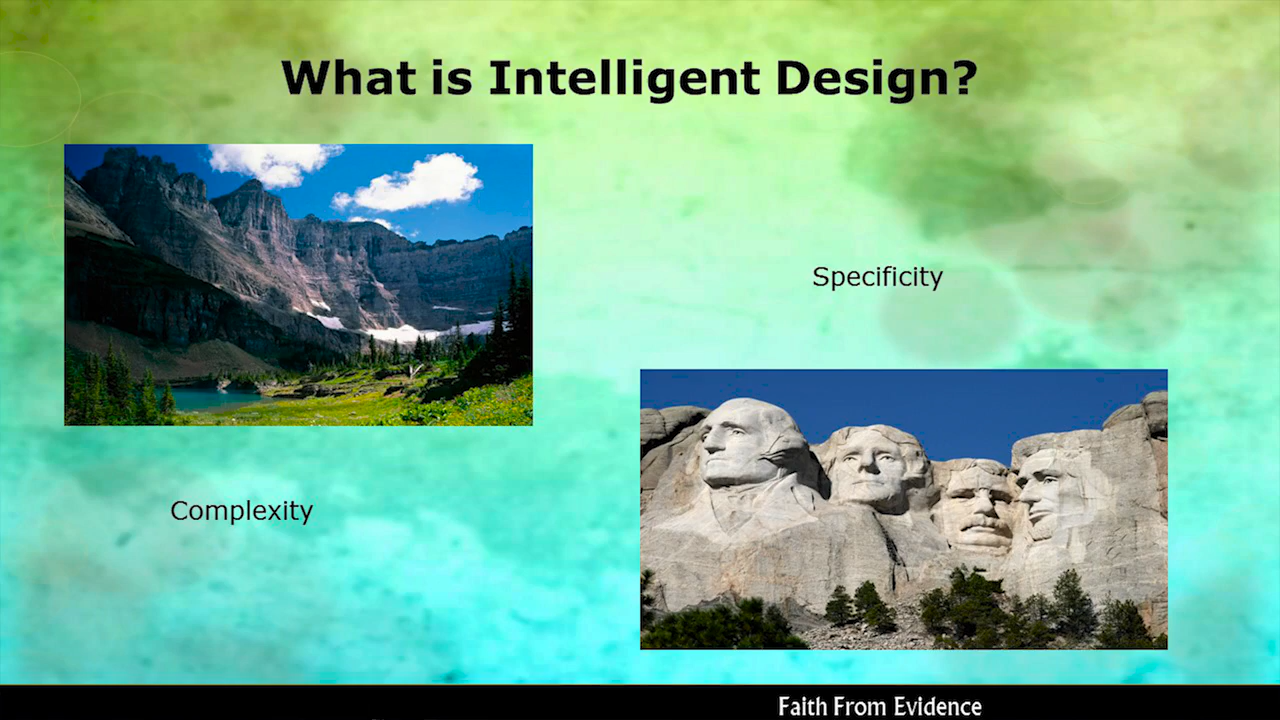 What is Intelligent Design?
Specificity
Complexity
Faith From Evidence